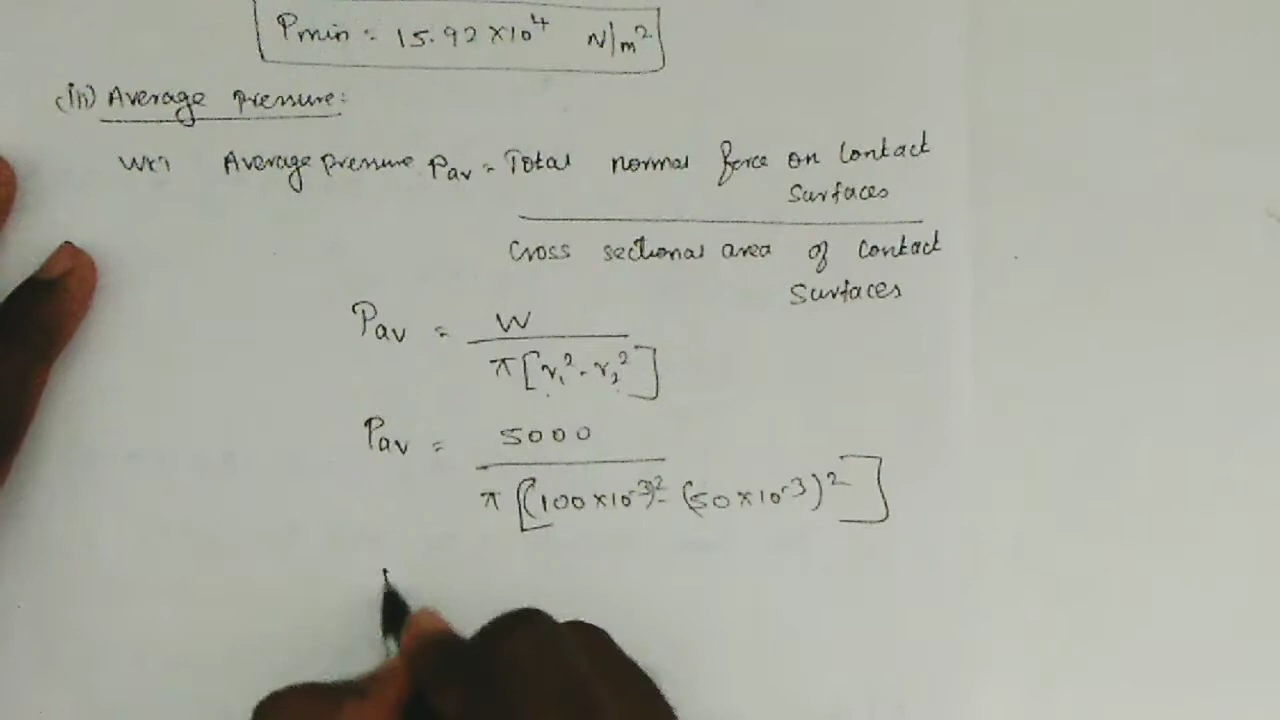 Pmin = 15.92 × 10⁴ N/m²
(iii) Average pressure:
WKT Average pressure Pav = Total normal force on contact
surfaces
Cross sectional area of contact
surfaces
Pav = W
π[r₁² - r₂²]
Pav = 5000
π[(100×10⁻³)² - (50×10⁻³)²]